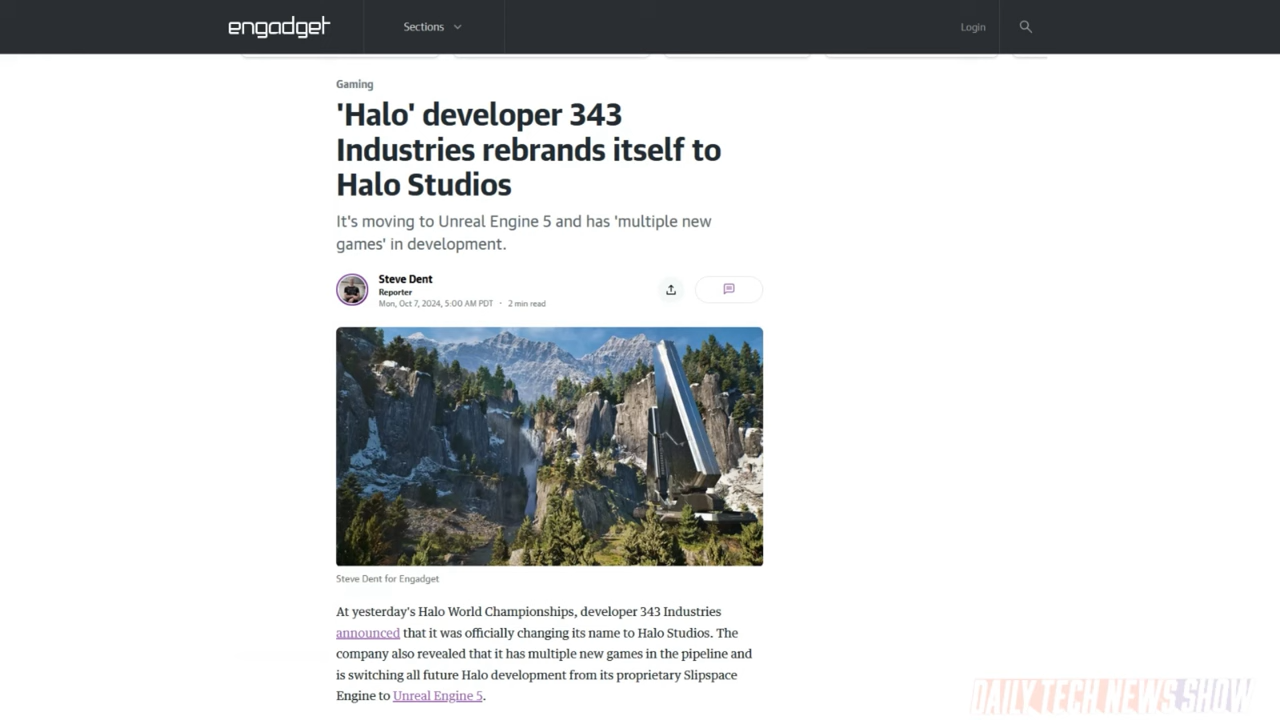 engadget
Sections
Login
Gaming
'Halo' developer 343
Industries rebrands itself to
Halo Studios
It's moving to Unreal Engine 5 and has 'multiple new
games' in development.
Steve Dent
Reporter
Mon, Oct 7, 2024, 5:00 AM PDT · 2 min read
Steve Dent for Engadget
At yesterday's Halo World Championships, developer 343 Industries
announced that it was officially changing its name to Halo Studios. The
company also revealed that it has multiple new games in the pipeline and
is switching all future Halo development from its proprietary Slipspace
Engine to Unreal Engine 5.
DAILY TECH NEWS SHOW